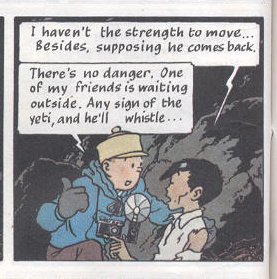 I haven't the strength to move...
Besides, supposing he comes back.
There's no danger. One
of my friends is waiting
outside. Any sign of the
yeti, and he'll whistle...